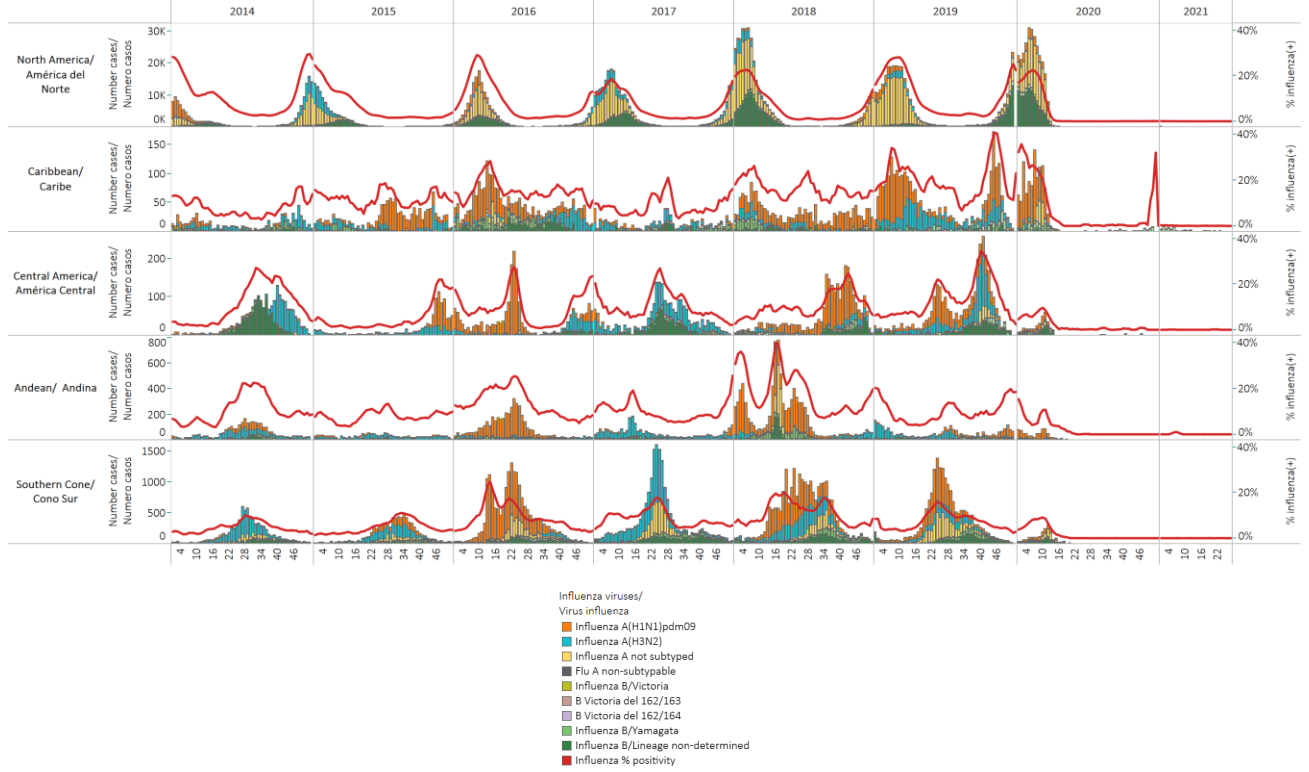 2014 2015 2016 2017 2018 2019 2020 2021
North America/
América del
Norte
Number cases/
Numero casos
30K
20K
10K
0K
40%
20%
0%
% influenza(+)
Caribbean/
Caribe
Number cases/
Numero casos
150
100
50
0
40%
20%
0%
% influenza(+)
Central America/
América Central
Number cases/
Numero casos
200
100
0
40%
20%
0%
% influenza(+)
Andean/ Andina
Number cases/
Numero casos
800
600
400
200
0
40%
20%
0%
% influenza(+)
Southern Cone/
Cono Sur
Number cases/
Numero casos
1500
1000
500
0
40%
20%
0%
% influenza(+)
4 10 16 22 28 34 40 46 4 10 16 22 28 34 40 46 4 10 16 22 28 34 40 46 4 10 16 22 28 34 40 46 4 10 16 22 28 34 40 46 4 10 16 22 28 34 40 46 4 10 16 22 28 34 40 46 4 10 16 22
Influenza viruses/
Virus influenza
Influenza A(H1N1)pdm09
Influenza A(H3N2)
Influenza A not subtyped
Flu A non-subtypable
Influenza B/Victoria
B Victoria del 162/163
B Victoria del 162/164
Influenza B/Yamagata
Influenza B/Lineage non-determined
Influenza % positivity